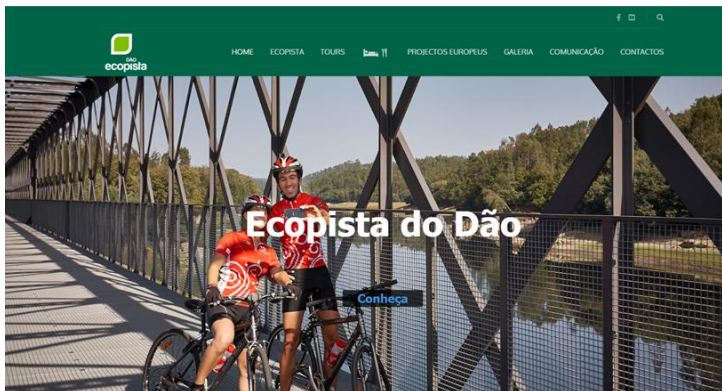 DÃO
ecopista
HOME ECOPISTA TOURS PROJECTOS EUROPEUS GALERIA COMUNICAÇÃO CONTACTOS
Ecopista do Dão
Conheça